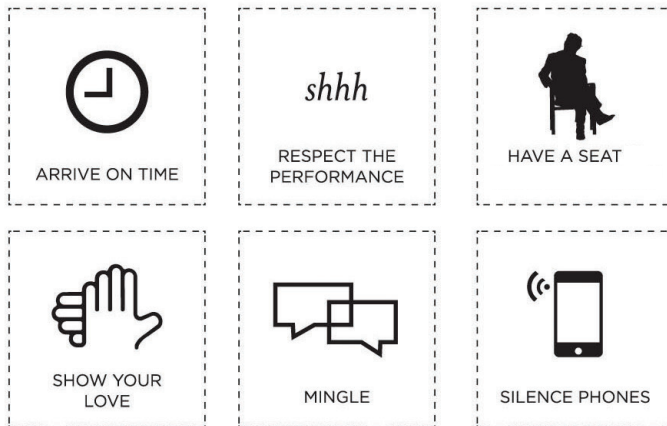 ARRIVE ON TIME
shhh
RESPECT THE
PERFORMANCE
HAVE A SEAT
SHOW YOUR
LOVE
MINGLE
SILENCE PHONES